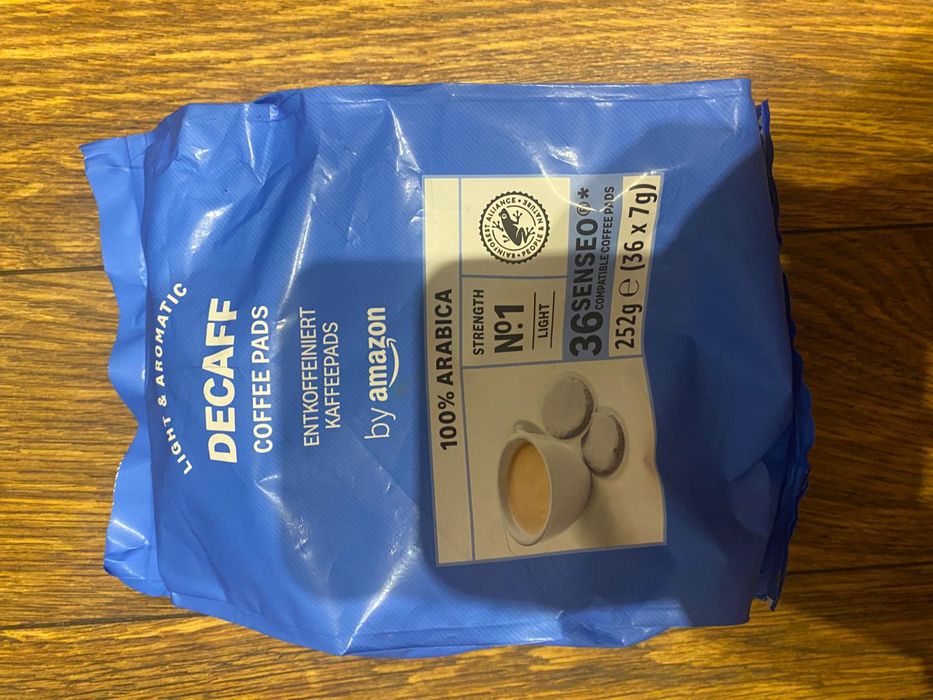 LIGHT & AROMATIC
DECAFF
COFFEE PADS
ENTKOFFEINIERT
KAFFEEPADS
by amazon
100% ARABICA
STRENGTH
Nº1
LIGHT
RAINFOREST ALLIANCE • PEOPLE & NATURE •
36 SENSEO®*
COMPATIBLE COFFEE PADS
252g ℮ (36 x 7g)